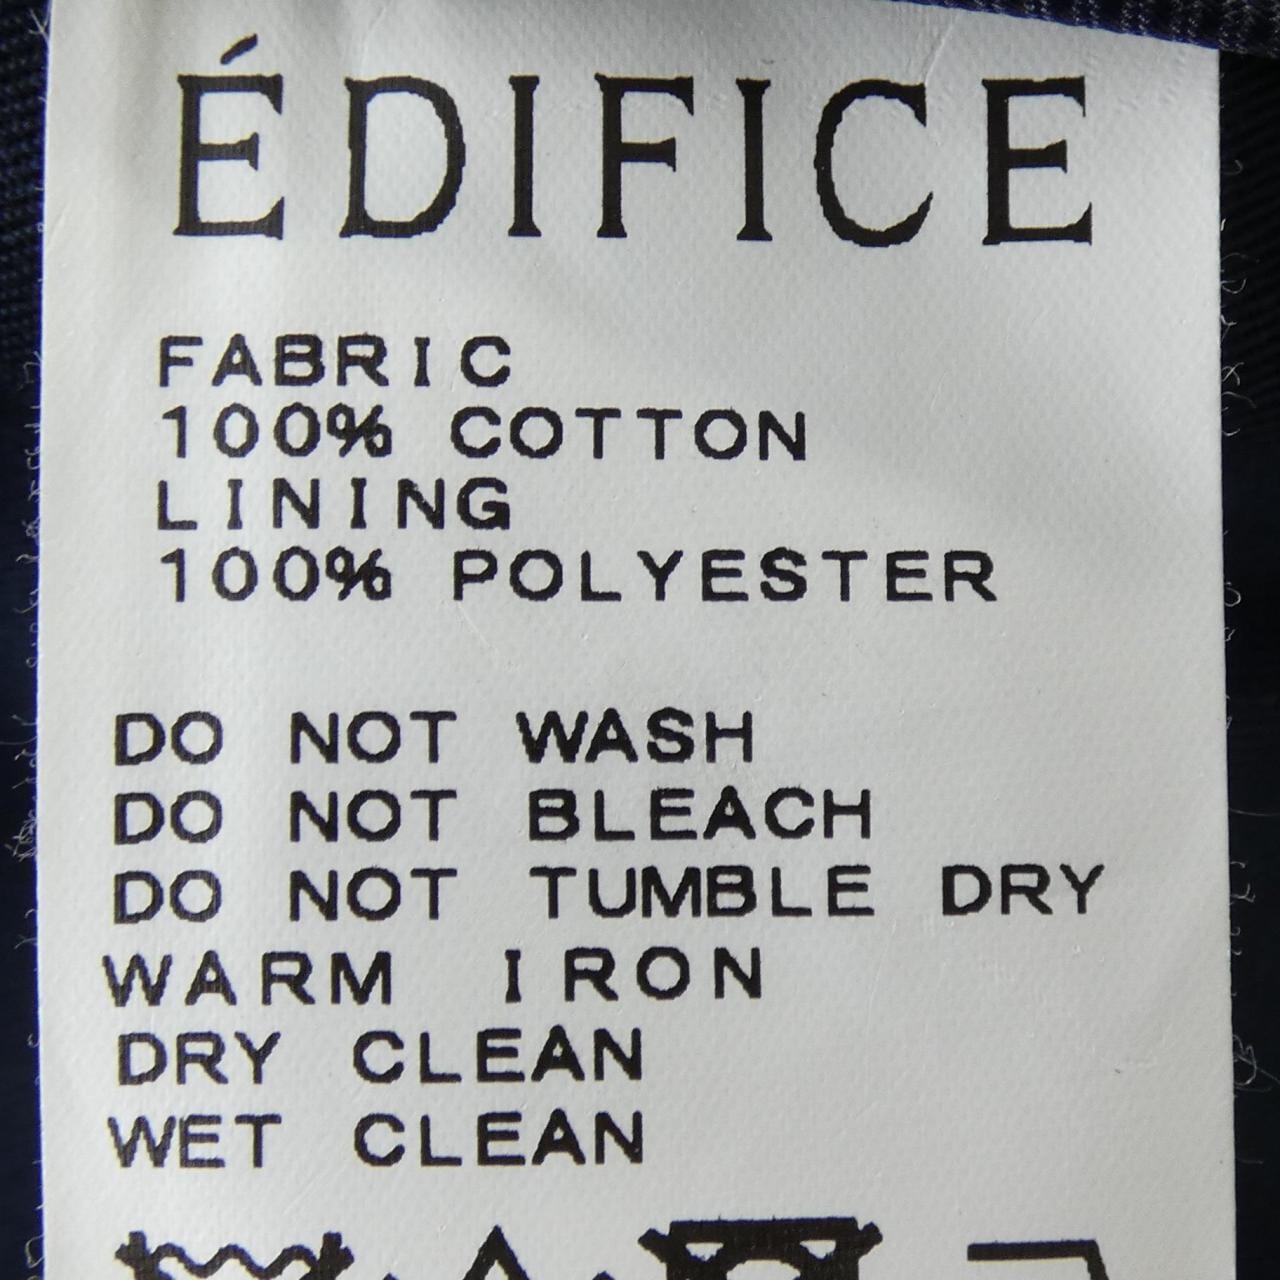 ÉDIFICE
FABRIC
100% COTTON
LINING
100% POLYESTER
DO NOT WASH
DO NOT BLEACH
DO NOT TUMBLE DRY
WARM IRON
DRY CLEAN
WET CLEAN